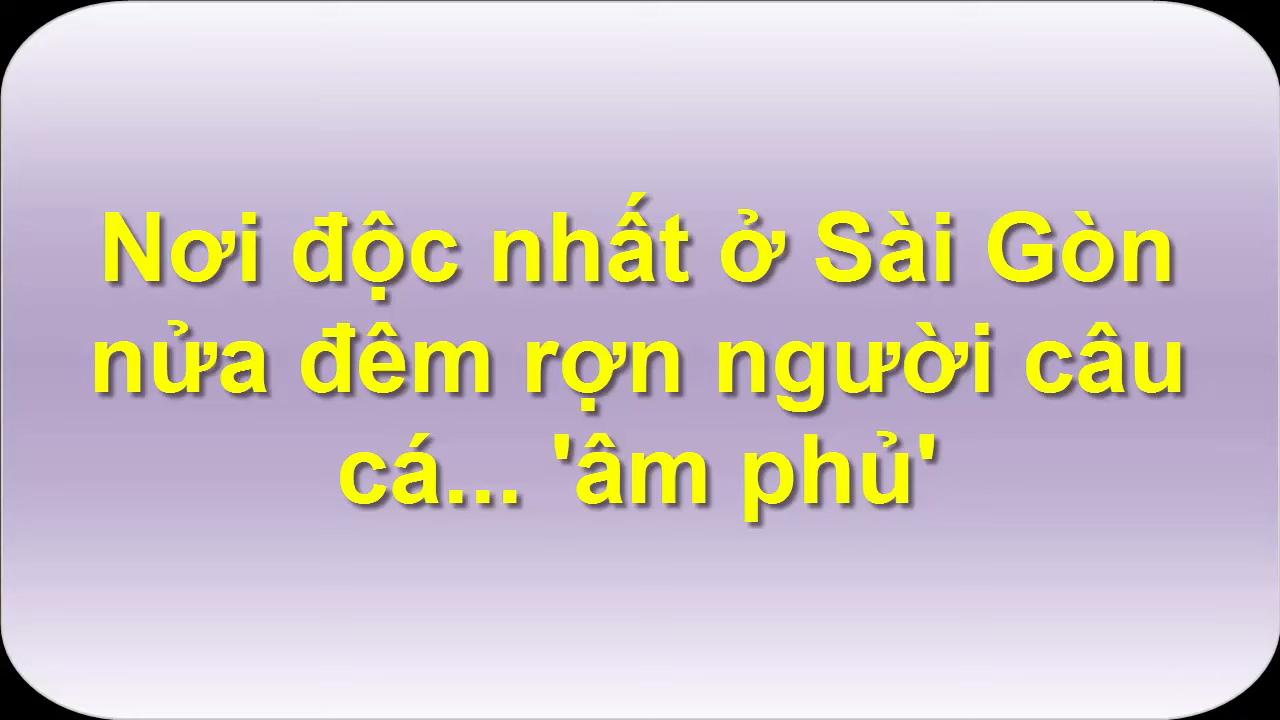 Nơi độc nhất ở Sài Gòn
nửa đêm rợn người câu
cá... 'âm phủ'